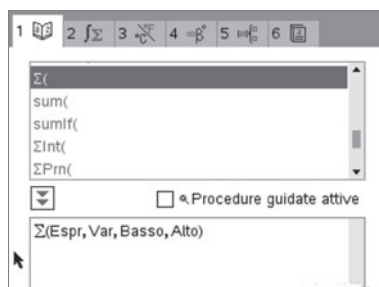 1 2 ∫Σ 3 °C °F 4 ∞β° 5 6
Σ(
sum(
sumIf(
ΣInt(
ΣPrn(
Procedure guidate attive
Σ(Espr, Var, Basso, Alto)